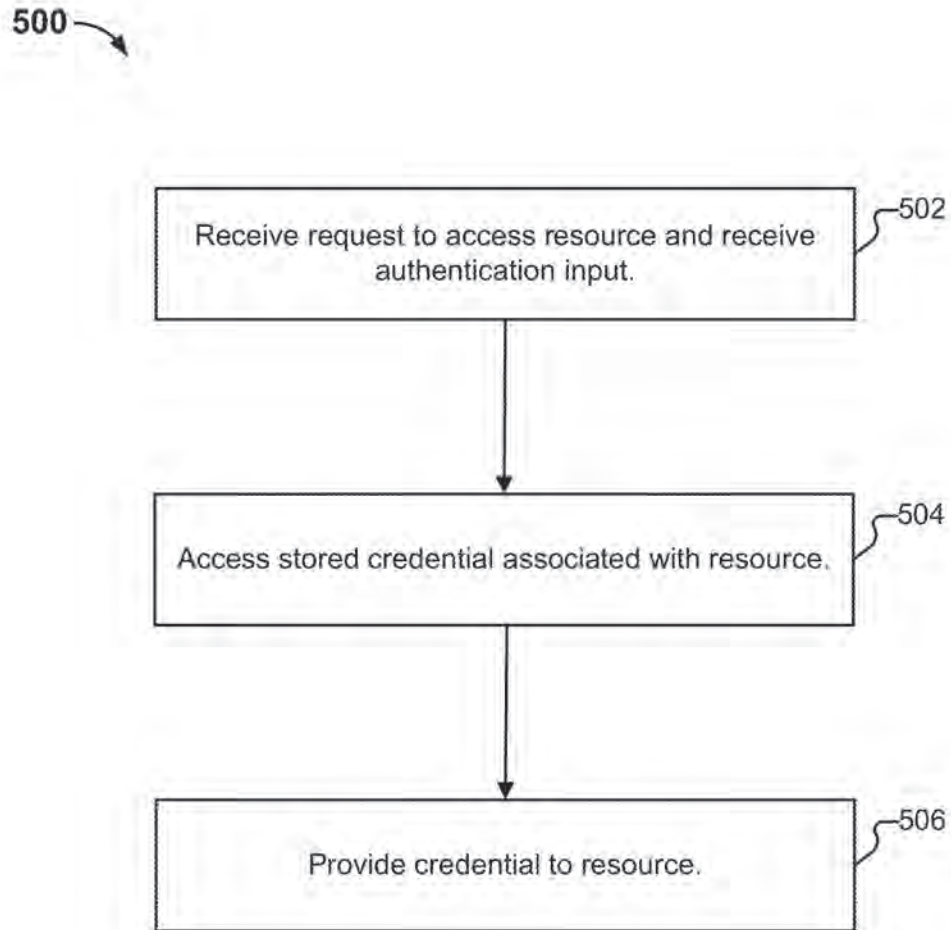 500
502
Receive request to access resource and receive
authentication input.
504
Access stored credential associated with resource.
506
Provide credential to resource.